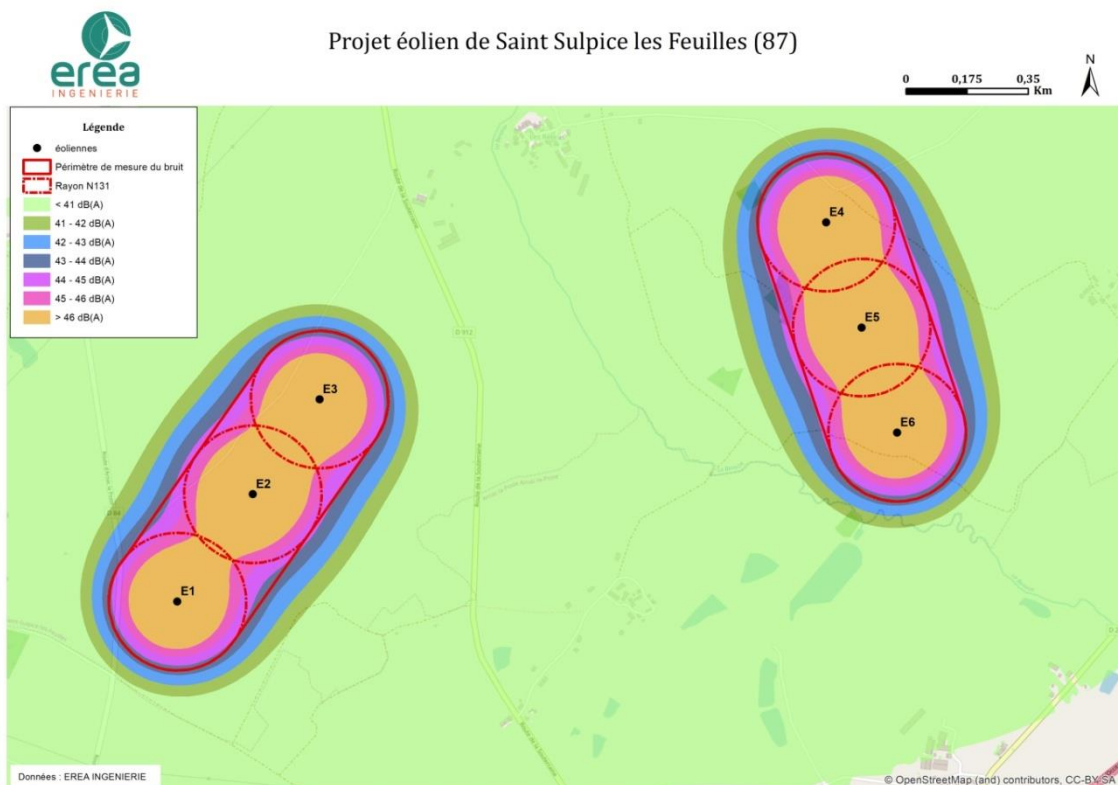 erea
INGENIERIE
Projet éolien de Saint Sulpice les Feuilles (87)
N
0 0,175 0,35
Km
Légende
éoliennes
Périmètre de mesure du bruit
Rayon N131
< 41 dB(A)
41 - 42 dB(A)
42 - 43 dB(A)
43 - 44 dB(A)
44 - 45 dB(A)
45 - 46 dB(A)
> 46 dB(A)
E4
E5
D 912
E3
E6
E2
D 84
E1
Données : EREA INGENIERIE
© OpenStreetMap (and) contributors, CC-BY-SA